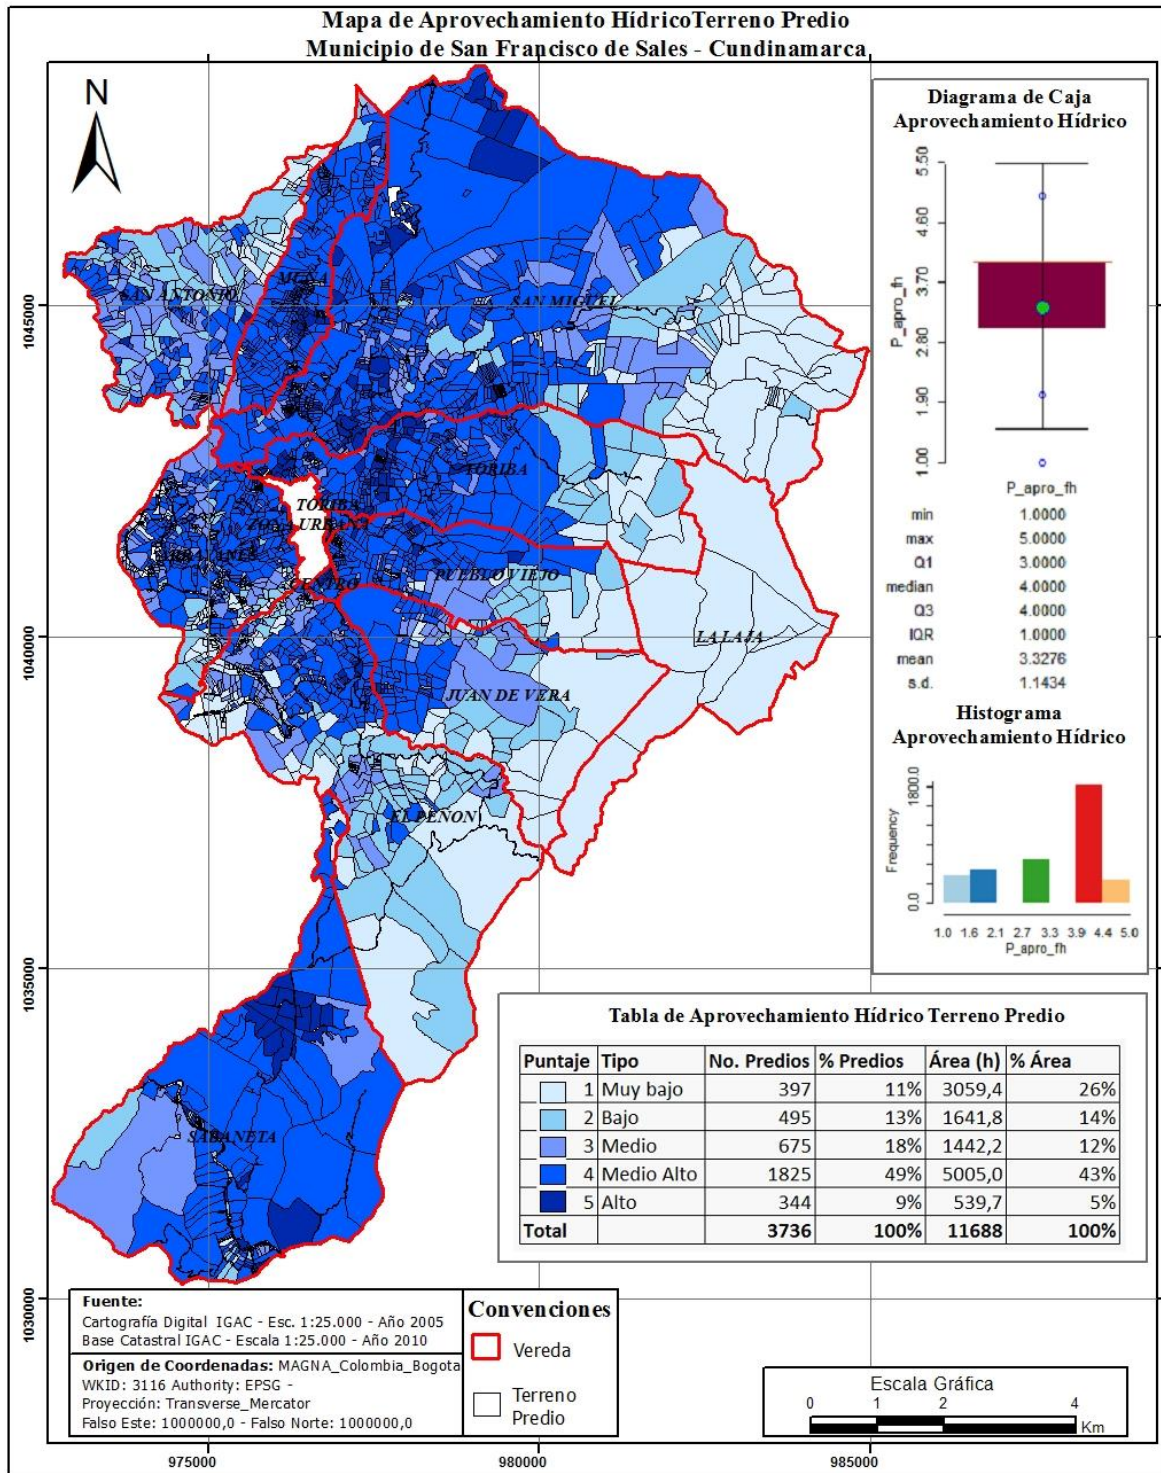 Mapa de Aprovechamiento HídricoTerreno Predio
Municipio de San Francisco de Sales - Cundinamarca
N
SAN ANTONIO
MUÑA
SAN MIGUEL
TORIBA
TORIBA
ZONA URBANA
ARRAYANES
CENTRO
PUEBLO VIEJO
LA LAJA
JUAN DE VERA
EL PEÑON
SABANETA
1045000
1040000
1035000
1030000
975000
980000
985000
Diagrama de Caja
Aprovechamiento Hídrico
5.50
4.60
3.70
2.80
1.90
1.00
P_apro_fh
P_apro_fh
min 1.0000
max 5.0000
Q1 3.0000
median 4.0000
Q3 4.0000
IQR 1.0000
mean 3.3276
s.d. 1.1434
Histograma
Aprovechamiento Hídrico
1800.0
Frequency
0.0
1.0 1.6 2.1 2.7 3.3 3.9 4.4 5.0
P_apro_fh
Tabla de Aprovechamiento Hídrico Terreno Predio
Puntaje Tipo No. Predios % Predios Área (h) % Área
1 Muy bajo 397 11% 3059,4 26%
2 Bajo 495 13% 1641,8 14%
3 Medio 675 18% 1442,2 12%
4 Medio Alto 1825 49% 5005,0 43%
5 Alto 344 9% 539,7 5%
Total 3736 100% 11688 100%
Fuente:
Cartografía Digital IGAC - Esc. 1:25.000 - Año 2005
Base Catastral IGAC - Escala 1:25.000 - Año 2010
Origen de Coordenadas: MAGNA_Colombia_Bogota
WKID: 3116 Authority: EPSG -
Proyección: Transverse_Mercator
Falso Este: 1000000,0 - Falso Norte: 1000000,0
Convenciones
Vereda
Terreno
Predio
Escala Gráfica
0 1 2 4
Km